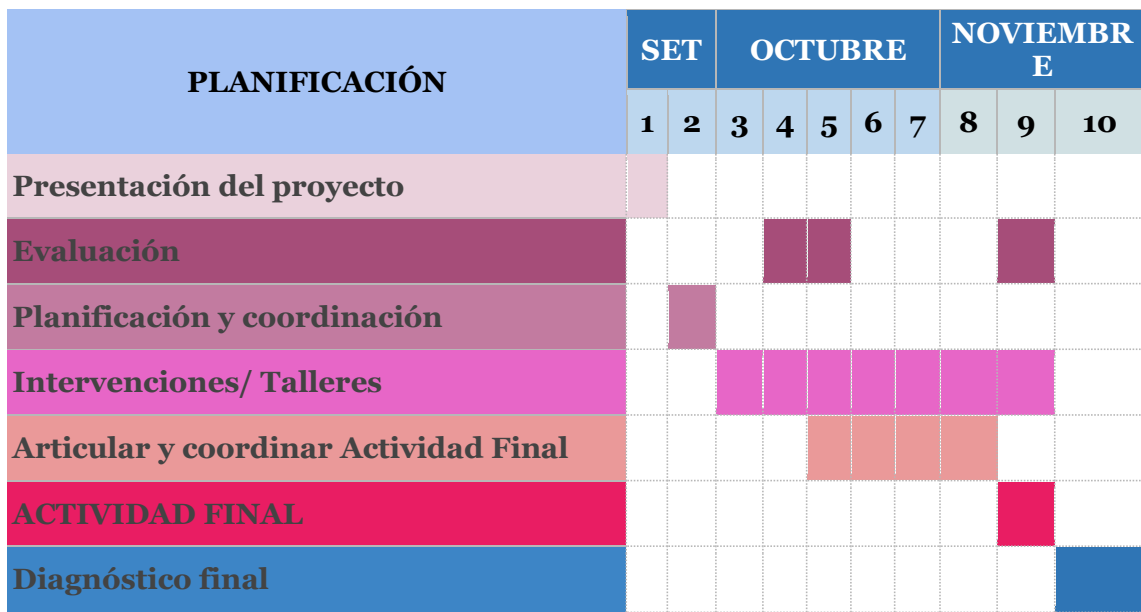 PLANIFICACIÓN
SET OCTUBRE NOVIEMBR
E
1 2 3 4 5 6 7 8 9 10
Presentación del proyecto
Evaluación
Planificación y coordinación
Intervenciones/ Talleres
Articular y coordinar Actividad Final
ACTIVIDAD FINAL
Diagnóstico final